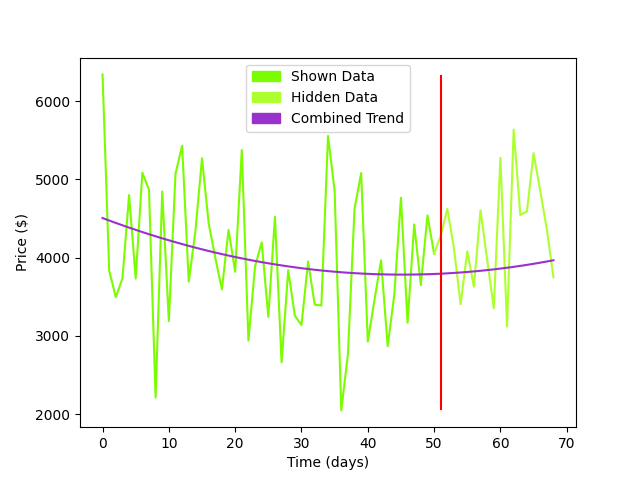 Shown Data
Hidden Data
Combined Trend
Price ($)
6000
5000
4000
3000
2000
0 10 20 30 40 50 60 70
Time (days)